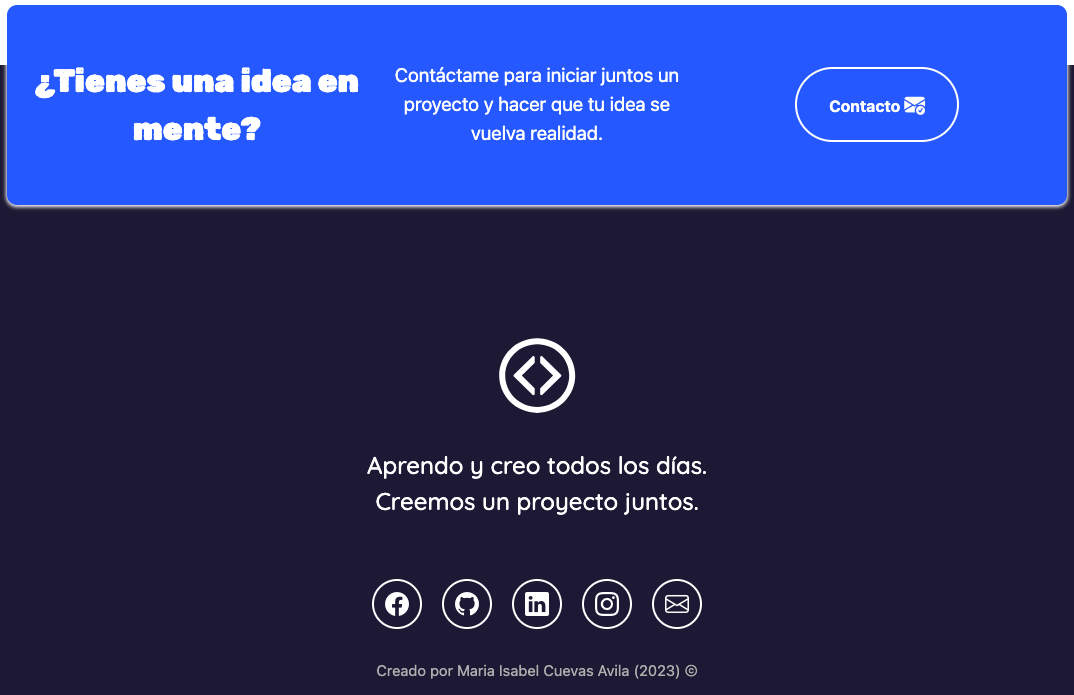 ¿Tienes una idea en
mente?
Contáctame para iniciar juntos un
proyecto y hacer que tu idea se
vuelva realidad.
Contacto
Aprendo y creo todos los días.
Creemos un proyecto juntos.
Creado por Maria Isabel Cuevas Avila (2023) ©